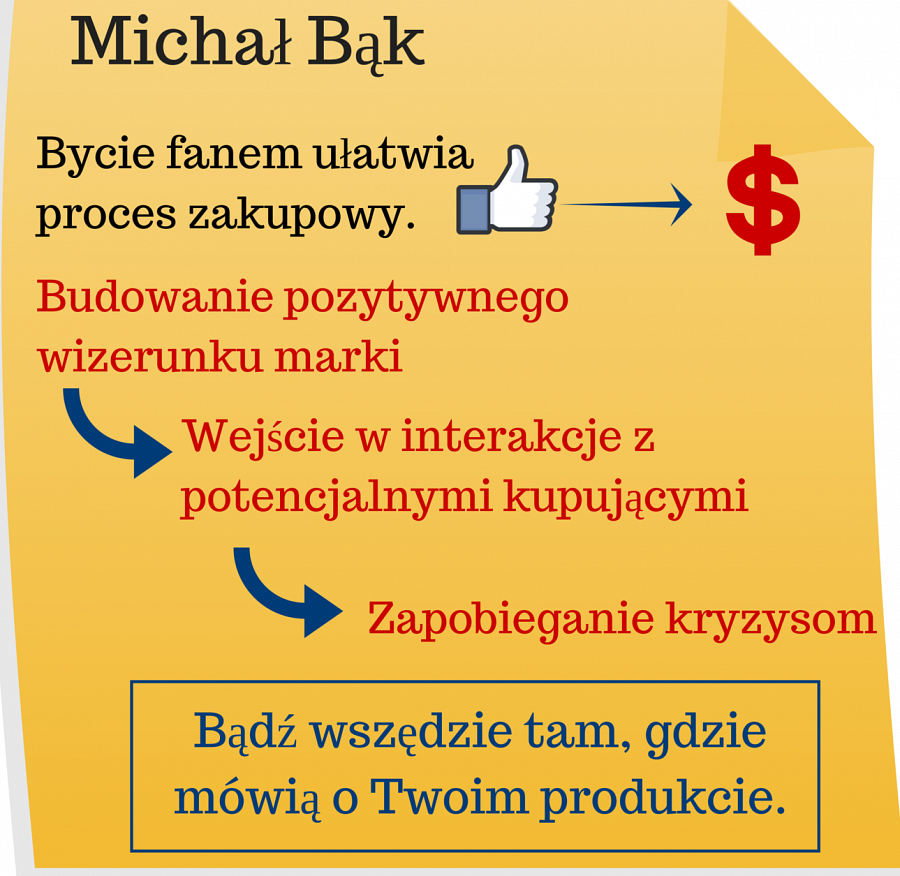 Michał Bąk
Bycie fanem ułatwia
proces zakupowy.
$
Budowanie pozytywnego
wizerunku marki
Wejście w interakcje z
potencjalnymi kupującymi
Zapobieganie kryzysom
Bądź wszędzie tam, gdzie
mówią o Twoim produkcie.